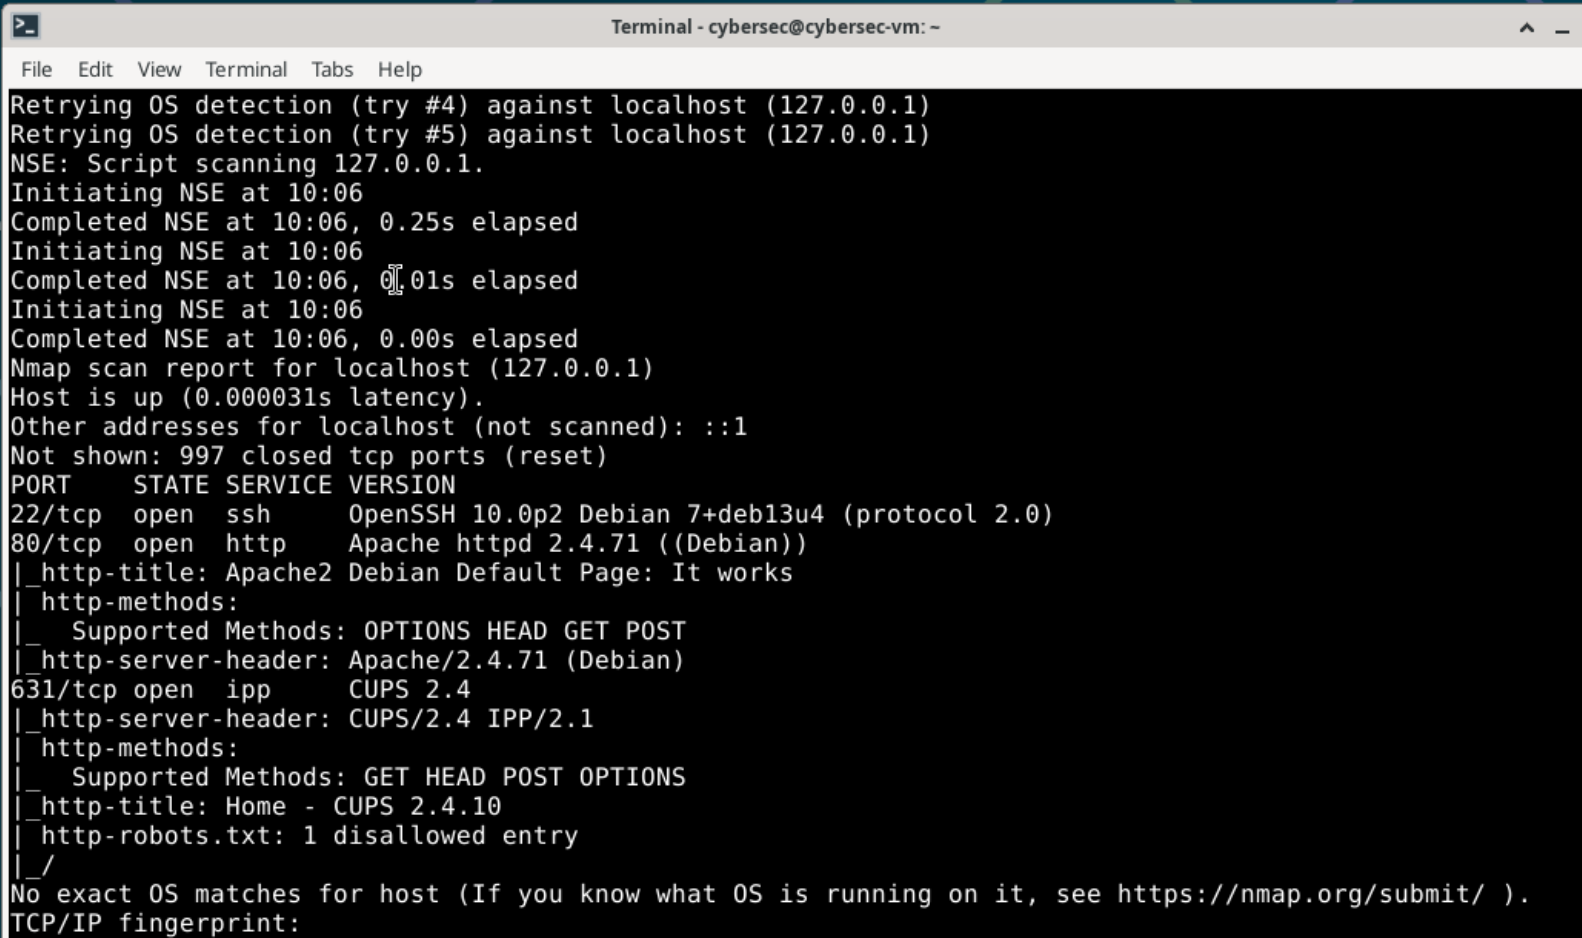 Terminal - cybersec@cybersec-vm: ~
File Edit View Terminal Tabs Help
Retrying OS detection (try #4) against localhost (127.0.0.1)
Retrying OS detection (try #5) against localhost (127.0.0.1)
NSE: Script scanning 127.0.0.1.
Initiating NSE at 10:06
Completed NSE at 10:06, 0.25s elapsed
Initiating NSE at 10:06
Completed NSE at 10:06, 0.01s elapsed
Initiating NSE at 10:06
Completed NSE at 10:06, 0.00s elapsed
Nmap scan report for localhost (127.0.0.1)
Host is up (0.000031s latency).
Other addresses for localhost (not scanned): ::1
Not shown: 997 closed tcp ports (reset)
PORT    STATE SERVICE VERSION
22/tcp  open  ssh     OpenSSH 10.0p2 Debian 7+deb13u4 (protocol 2.0)
80/tcp  open  http    Apache httpd 2.4.71 ((Debian))
|_http-title: Apache2 Debian Default Page: It works
| http-methods:
|_  Supported Methods: OPTIONS HEAD GET POST
|_http-server-header: Apache/2.4.71 (Debian)
631/tcp open  ipp     CUPS 2.4
|_http-server-header: CUPS/2.4 IPP/2.1
| http-methods:
|_  Supported Methods: GET HEAD POST OPTIONS
|_http-title: Home - CUPS 2.4.10
| http-robots.txt: 1 disallowed entry
|_/
No exact OS matches for host (If you know what OS is running on it, see https://nmap.org/submit/ ).
TCP/IP fingerprint: